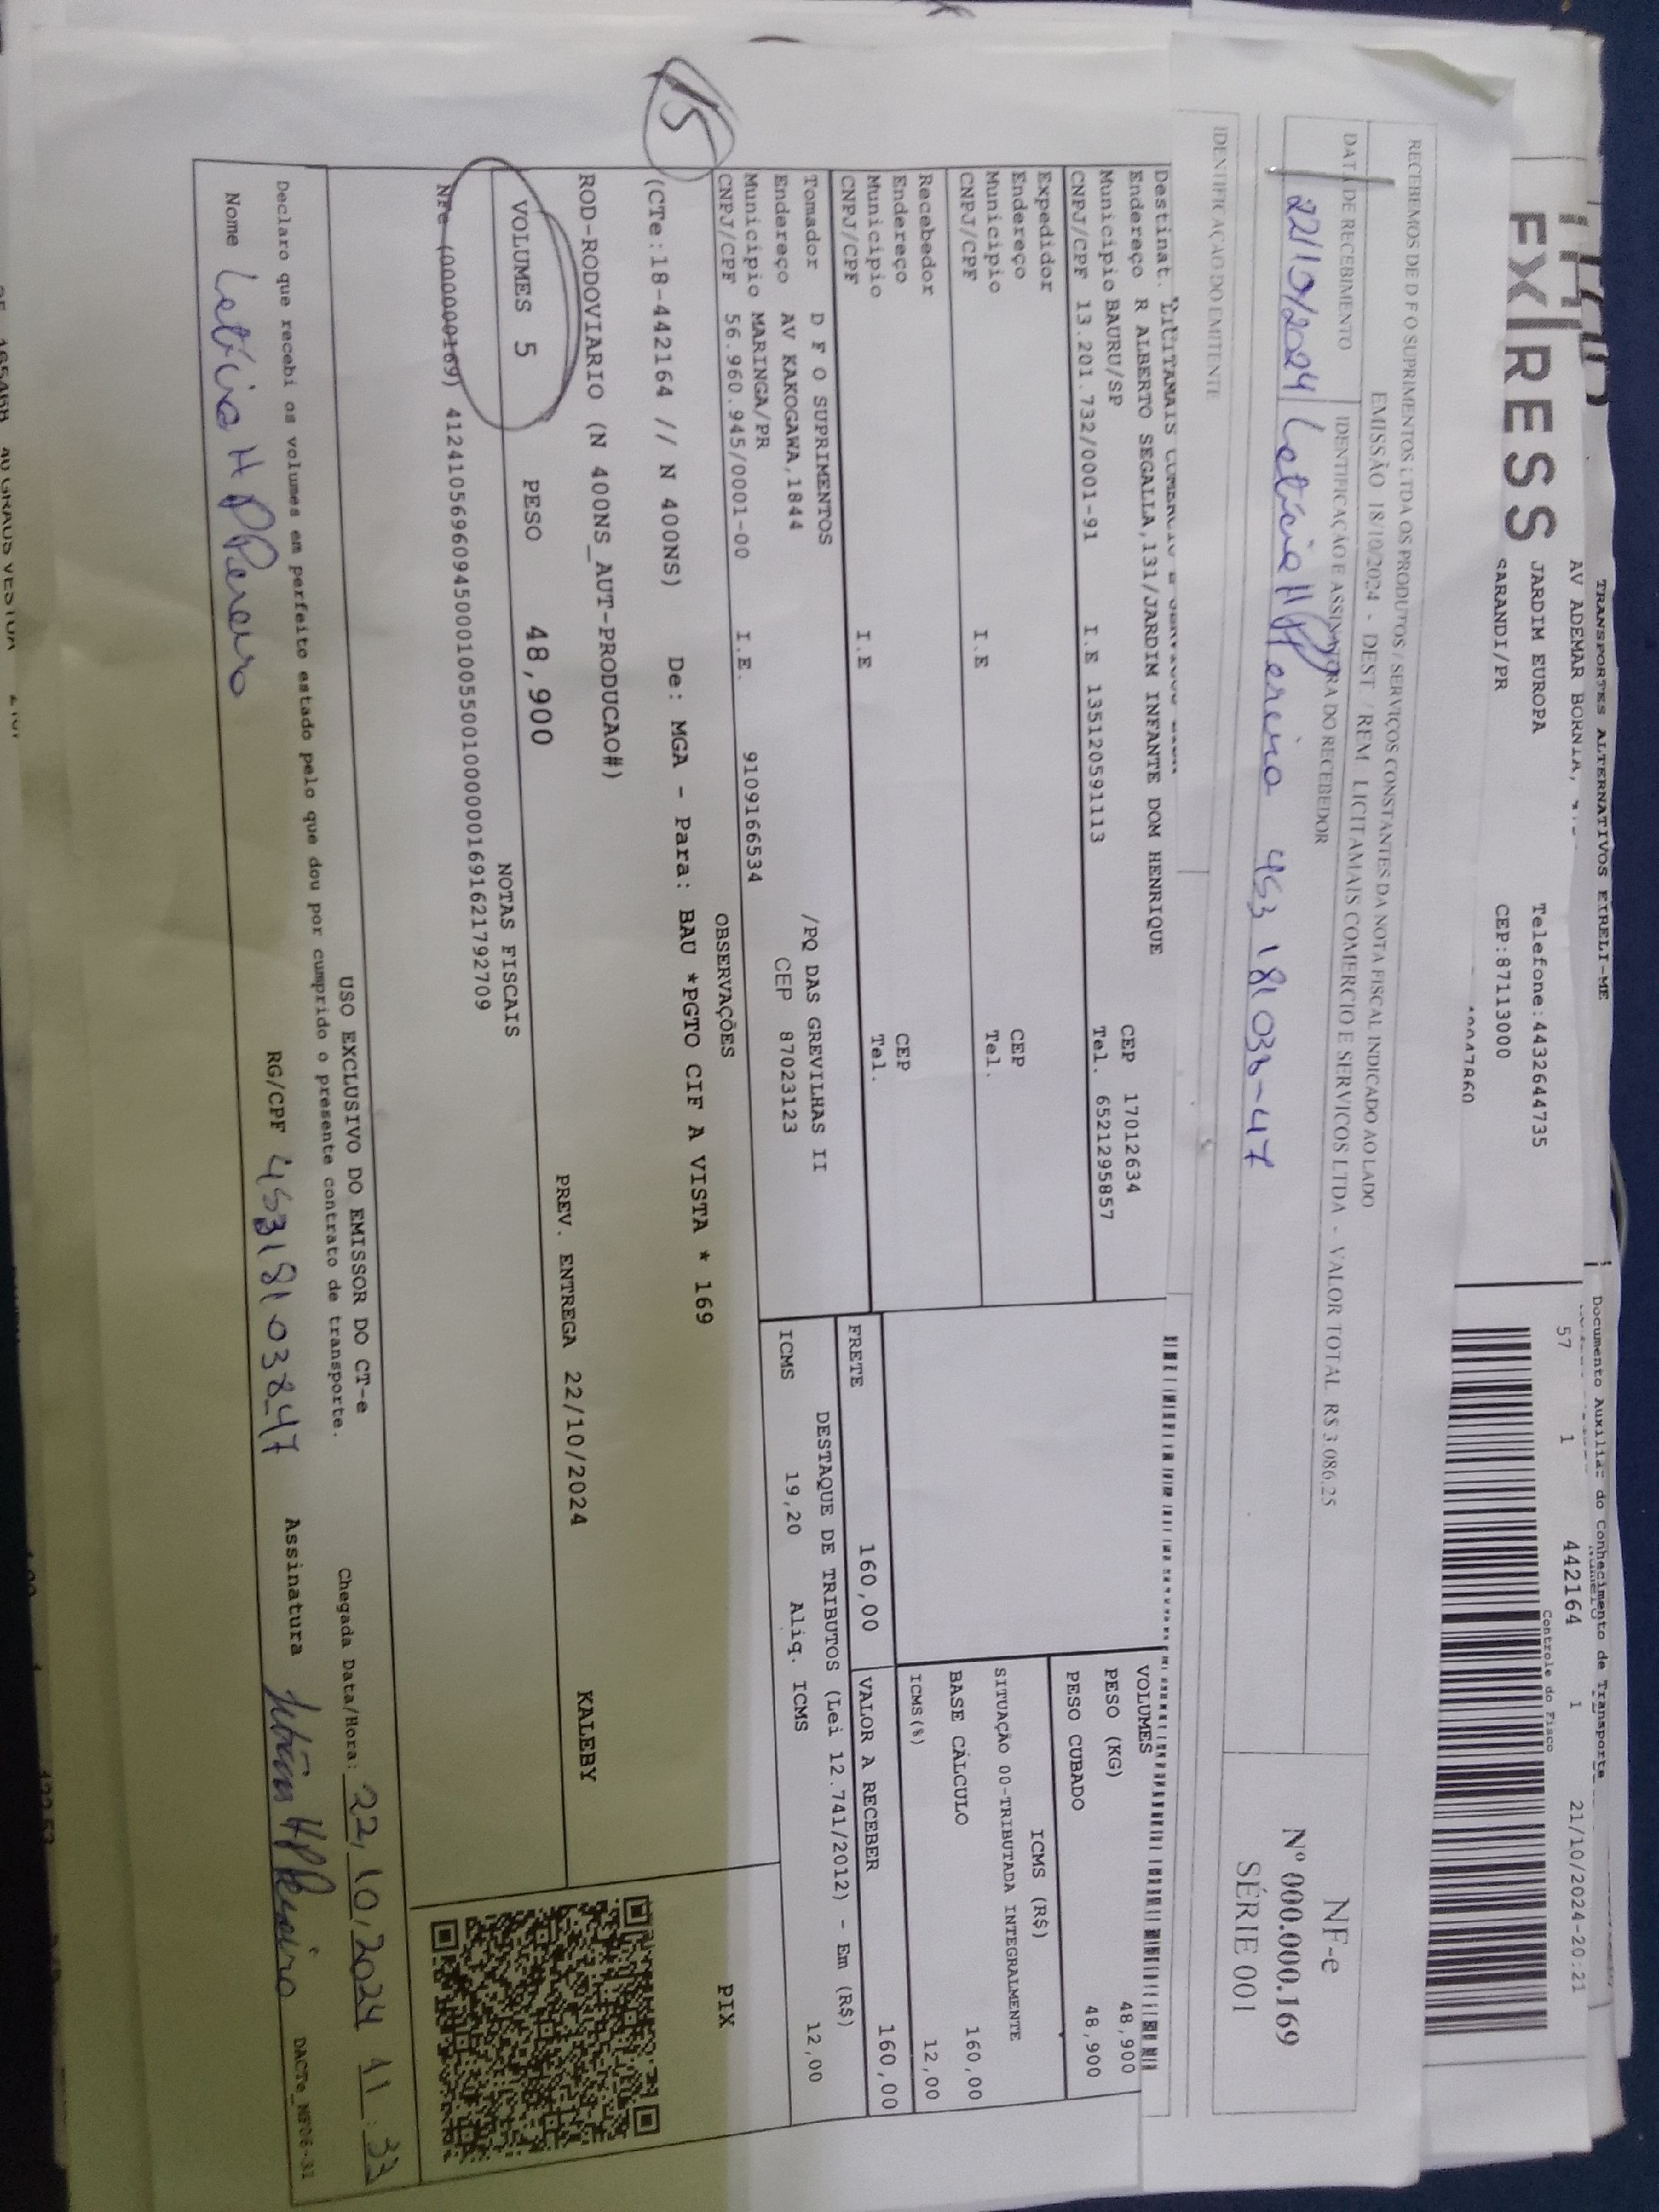 EX|RESS
TRANSPORTES ALTERNATIVOS EIRELI-ME
AV ADEMAR BORNIA,
JARDIM EUROPA Telefone:4432644735
SARANDI/PR CEP:87113000
Documento Auxiliar do Conhecimento de Transporte
57 1 442164 1 21/10/2024-20:21
Controle do Fisco
RECEBEMOS DE D F O SUPRIMENTOS LTDA OS PRODUTOS / SERVIÇOS CONSTANTES DA NOTA FISCAL INDICADO AO LADO
EMISSÃO 18/10/2024 - DEST. / REM. LICITAMAIS COMERCIO E SERVICOS LTDA - VALOR TOTAL R$ 3.086,25
DATA DE RECEBIMENTO IDENTIFICAÇÃO E ASSINATURA DO RECEBEDOR
22/10/2024 Letícia H P Pereira 453 181 038-47
NF-e
Nº 000.000.169
SÉRIE 001
IDENTIFICAÇÃO DO EMITENTE
Destinat. LICITAMAIS COMERCIO E SERVICOS LTDA
Endereço R ALBERTO SEGALLA,131/JARDIM INFANTE DOM HENRIQUE
Municipio BAURU/SP CEP 17012634
CNPJ/CPF 13.201.732/0001-91 I.E 135120591113 Tel. 6521295857
Expedidor
Endereço
Municipio CEP
CNPJ/CPF I.E Tel.
Recebedor
Endereço
Municipio CEP
CNPJ/CPF I.E Tel.
Tomador D F O SUPRIMENTOS
Endereço AV KAKOGAWA,1844 /PQ DAS GREVILHAS II
Municipio MARINGA/PR CEP 87023123
CNPJ/CPF 56.960.945/0001-00 I.E. 9109166534
VOLUMES
PESO (KG) 48,900
PESO CUBADO 48,900
ICMS (R$)
SITUAÇÃO 00-TRIBUTADA INTEGRALMENTE
BASE CÁLCULO 160,00
ICMS(%) 12,00
FRETE 160,00 VALOR A RECEBER 160,00
DESTAQUE DE TRIBUTOS (Lei 12.741/2012) - Em (R$)
ICMS 19,20 Aliq. ICMS 12,00
OBSERVAÇÕES
15
(CTe:18-442164 // N 400NS) De: MGA - Para: BAU *PGTO CIF A VISTA * 169
PIX
ROD-RODOVIARIO (N 400NS_AUT-PRODUCAO#)
PREV. ENTREGA 22/10/2024 KALEBY
VOLUMES 5 PESO 48,900
NOTAS FISCAIS
NFe (000000169) 41241056960945000100550010000001691621792709
USO EXCLUSIVO DO EMISSOR DO CT-e
Declaro que recebi os volumes em perfeito estado pelo que dou por cumprido o presente contrato de transporte.
Chegada Data/Hora: 22/10/2024 11:33
Nome Letícia H P Pereira RG/CPF 453181038-47 Assinatura Letícia H P Pereira
DACTe_NF06-31